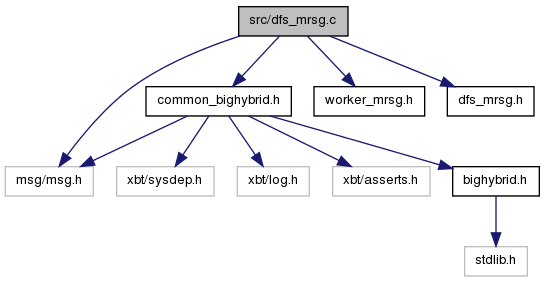 src/dfs_mrsg.c
common_bighybrid.h
worker_mrsg.h
dfs_mrsg.h
msg/msg.h
xbt/sysdep.h
xbt/log.h
xbt/asserts.h
bighybrid.h
stdlib.h